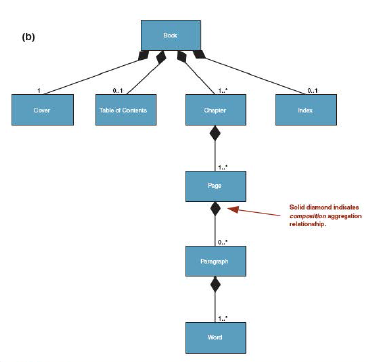 (b)
Book
1
0..1
1..*
0..1
Cover
Table of Contents
Chapter
Index
1..*
Page
Solid diamond indicates
composition aggregation
relationship.
0..*
Paragraph
1..*
Word